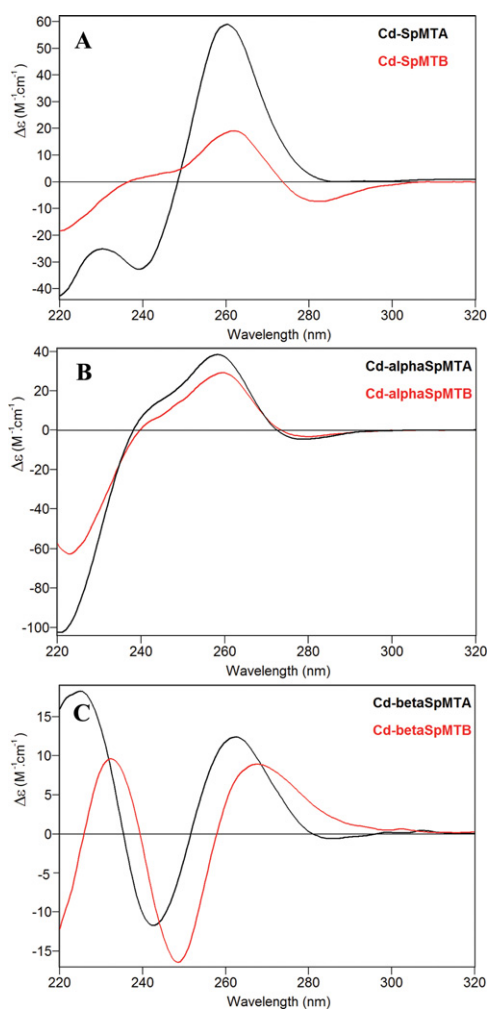 A
Cd-SpMTA
Cd-SpMTB
Δε (M⁻¹.cm⁻¹)
60
50
40
30
20
10
0
-10
-20
-30
-40
220 240 260 280 300 320
Wavelength (nm)
B
Cd-alphaSpMTA
Cd-alphaSpMTB
Δε (M⁻¹.cm⁻¹)
40
20
0
-20
-40
-60
-80
-100
220 240 260 280 300 320
Wavelength (nm)
C
Cd-betaSpMTA
Cd-betaSpMTB
Δε (M⁻¹.cm⁻¹)
15
10
5
0
-5
-10
-15
220 240 260 280 300 320
Wavelength (nm)